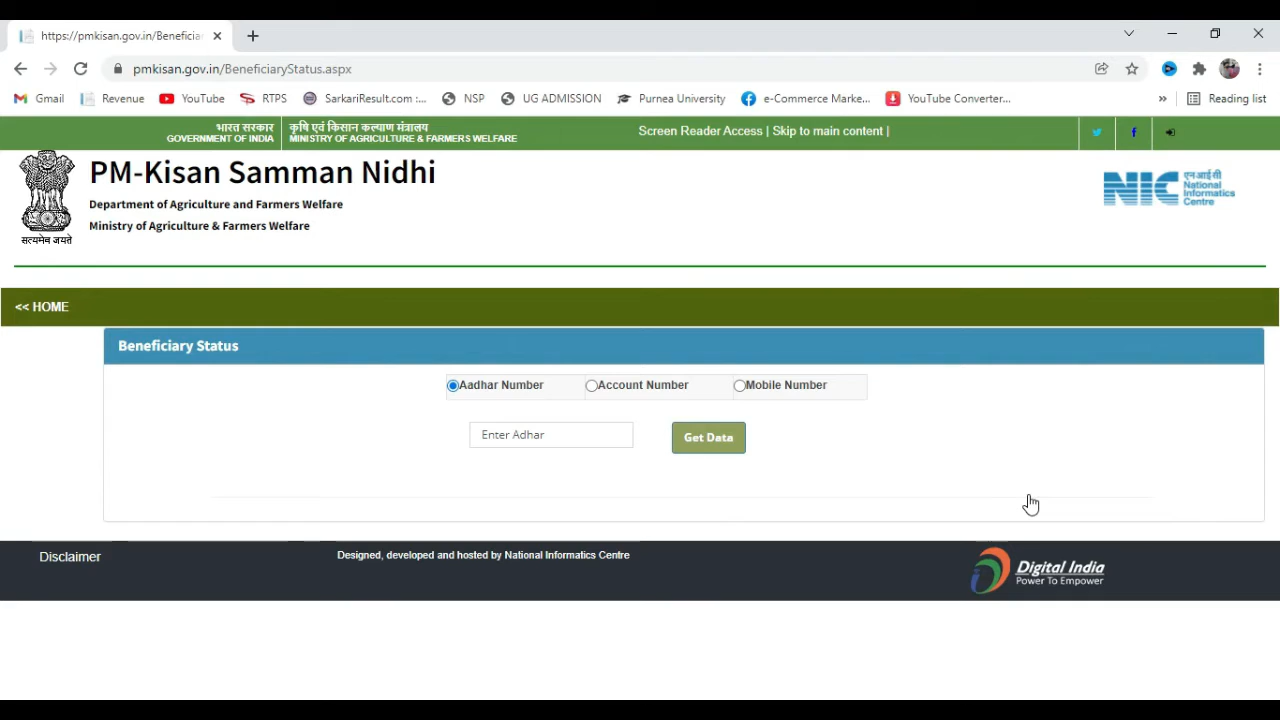 https://pmkisan.gov.in/Beneficia
pmkisan.gov.in/BeneficiaryStatus.aspx
Gmail Revenue YouTube RTPS SarkariResult.com :... NSP UG ADMISSION Purnea University e-Commerce Marke... YouTube Converter... » Reading list
भारत सरकार कृषि एवं किसान कल्याण मंत्रालय
GOVERNMENT OF INDIA MINISTRY OF AGRICULTURE & FARMERS WELFARE
Screen Reader Access | Skip to main content |
PM-Kisan Samman Nidhi
Department of Agriculture and Farmers Welfare
Ministry of Agriculture & Farmers Welfare
सत्यमेव जयते
NIC एन आई सी
National
Informatics
Centre
<< HOME
Beneficiary Status
Aadhar Number Account Number Mobile Number
Enter Adhar Get Data
Disclaimer Designed, developed and hosted by National Informatics Centre
Digital India
Power To Empower